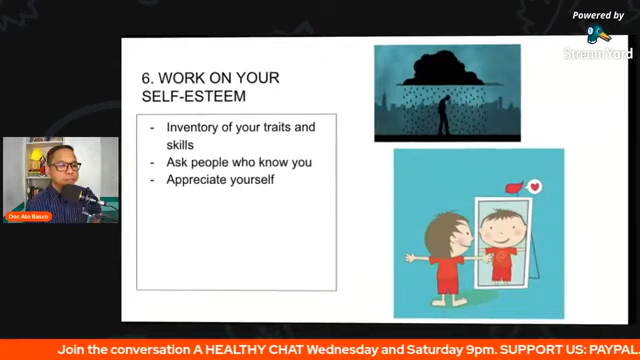 Powered by
StreamYard
6. WORK ON YOUR
SELF-ESTEEM
- Inventory of your traits and
skills
- Ask people who know you
- Appreciate yourself
Doc Ato Basco
Join the conversation A HEALTHY CHAT Wednesday and Saturday 9pm. SUPPORT US: PAYPAL